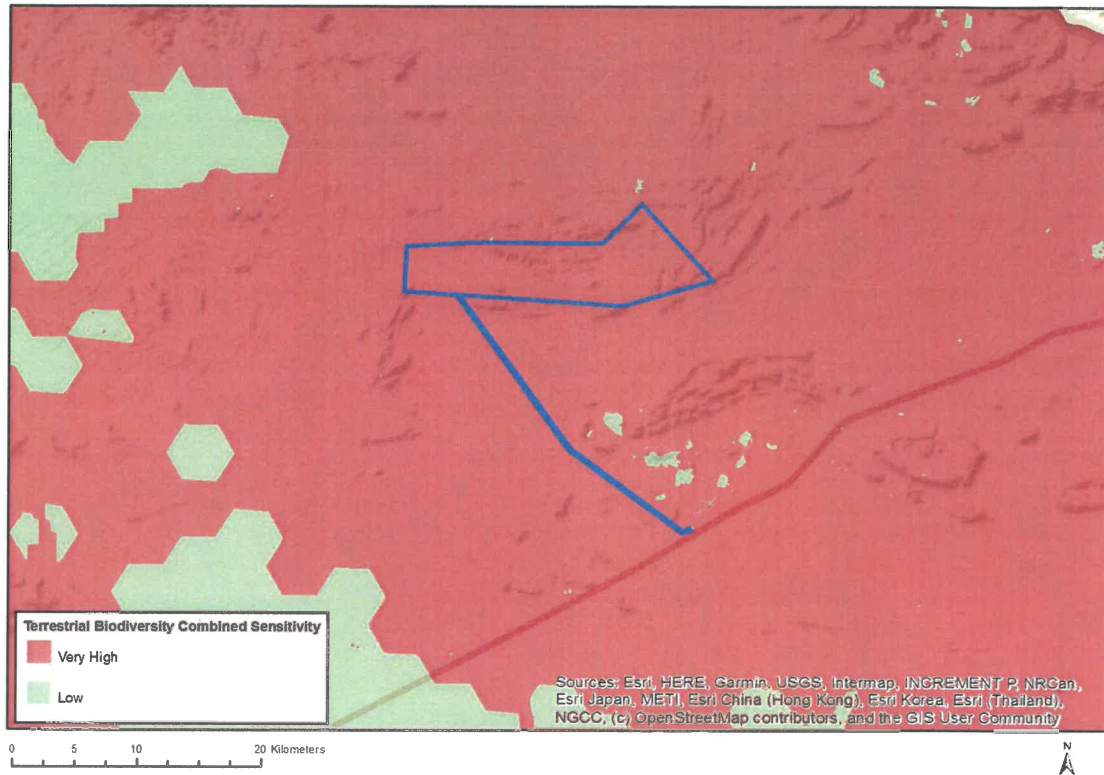 Terrestrial Biodiversity Combined Sensitivity
Very High
Low
Sources: Esri, HERE, Garmin, USGS, Intermap, INCREMENT P, NRCan,
Esri Japan, METI, Esri China (Hong Kong), Esri Korea, Esri (Thailand),
NGCC, (c) OpenStreetMap contributors, and the GIS User Community
0 5 10 20 Kilometers
N